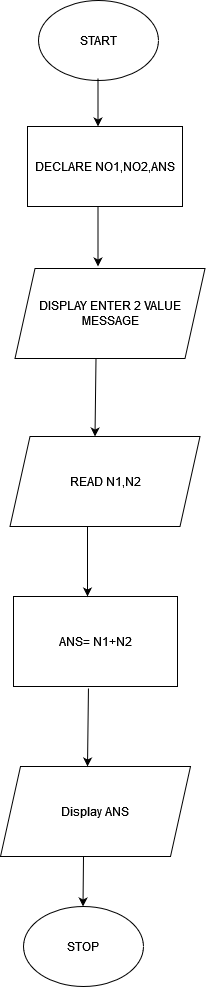 START
DECLARE NO1,NO2,ANS
DISPLAY ENTER 2 VALUE
MESSAGE
READ N1,N2
ANS= N1+N2
Display ANS
STOP